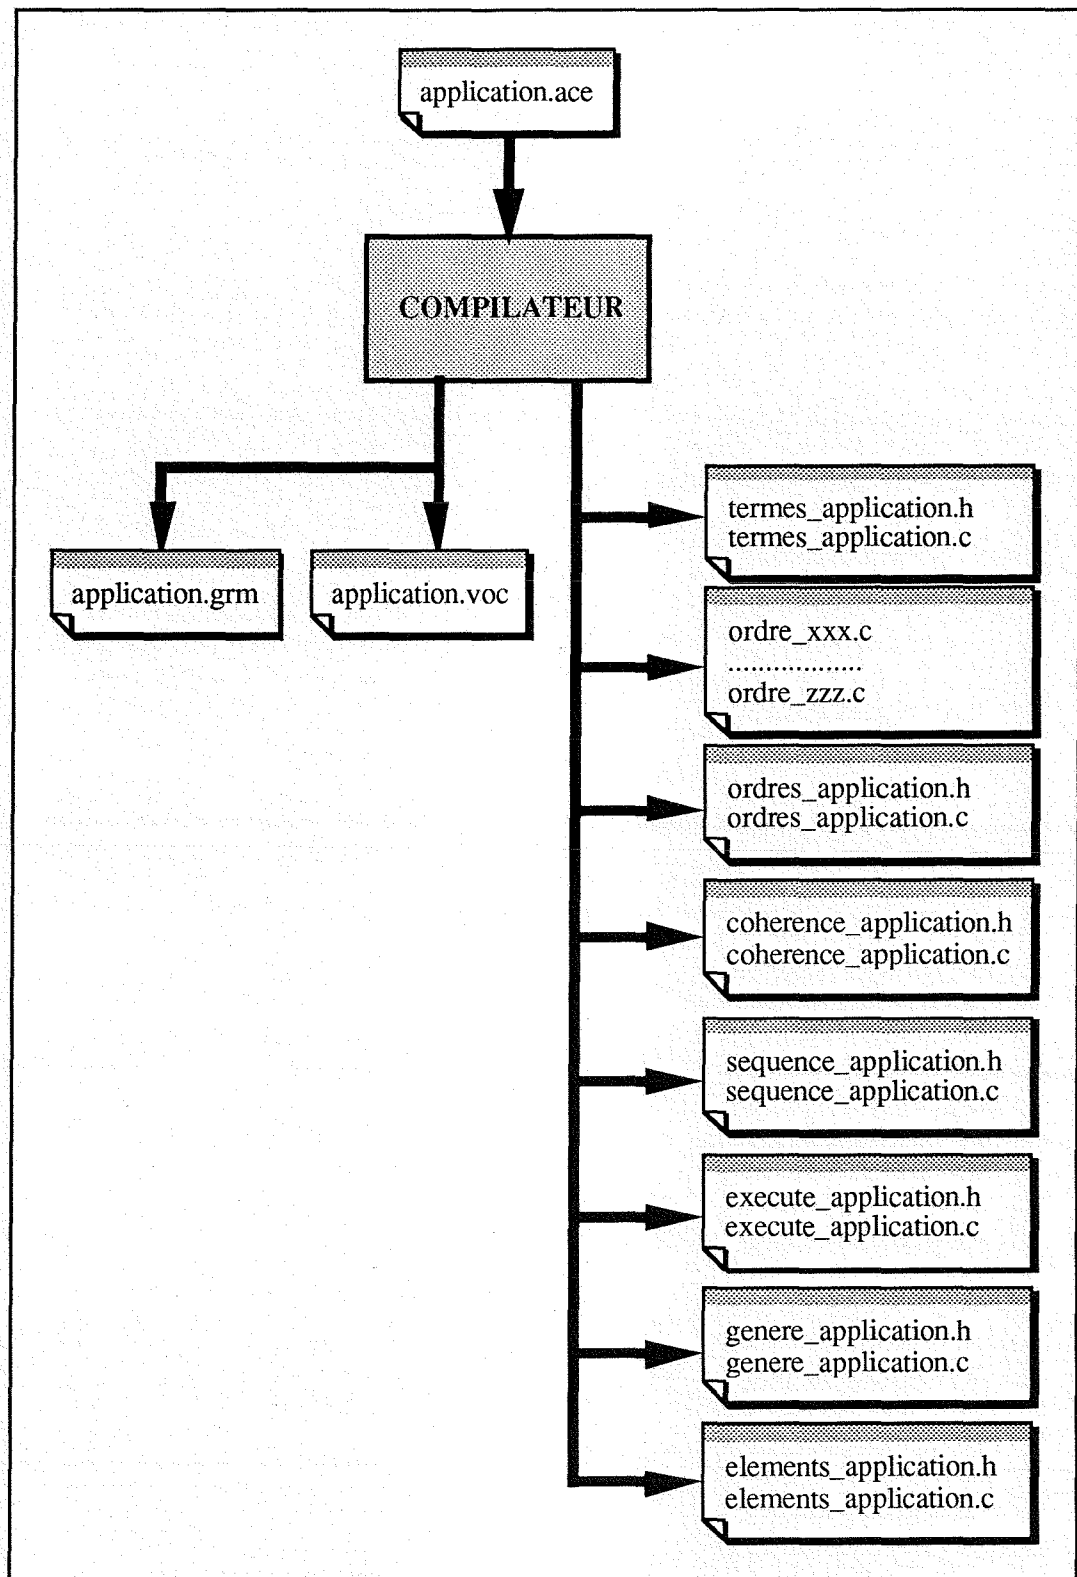 application.ace
COMPILATEUR
application.grm
application.voc
termes_application.h
termes_application.c
ordre_xxx.c
...................
ordre_zzz.c
ordres_application.h
ordres_application.c
coherence_application.h
coherence_application.c
sequence_application.h
sequence_application.c
execute_application.h
execute_application.c
genere_application.h
genere_application.c
elements_application.h
elements_application.c